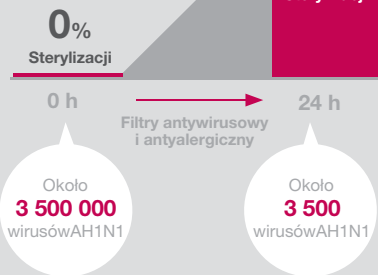 0%
Sterylizacji
0 h
24 h
Filtry antywirusowy
i antyalergiczny
Około
3 500 000
wirusówAH1N1
Około
3 500
wirusówAH1N1